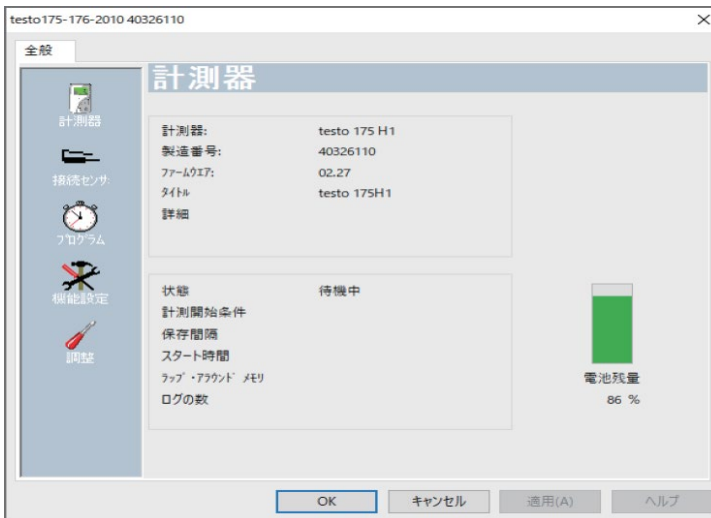 testo175-176-2010 40326110
全般
計測器
接続センサ
プログラム
機能設定
調整
計測器
計測器: testo 175 H1
製造番号: 40326110
ﾌｧｰﾑｳｴｱ: 02.27
ﾀｲﾄﾙ testo 175H1
詳細
状態 待機中
計測開始条件
保存間隔
スタート時間
ﾗｯﾌﾟ・ｱﾗｳﾝﾄﾞ ﾒﾓﾘ
ログの数
電池残量
86 %
OK キャンセル 適用(A) ヘルプ